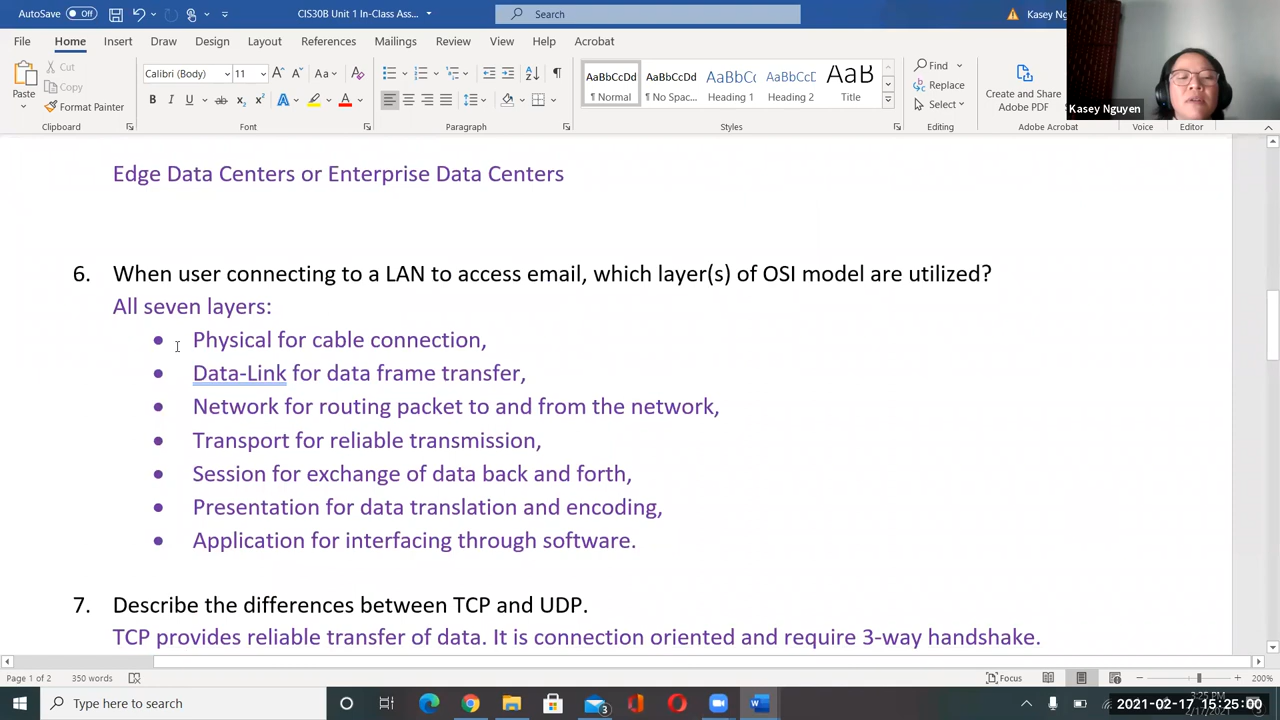 AutoSave Off CIS30B Unit 1 In-Class Ass... Search Kasey Ng
File Home Insert Draw Design Layout References Mailings Review View Help Acrobat
Paste Cut Copy Format Painter
Calibri (Body) 11
AaBbCcDd ¶ Normal
AaBbCcDd ¶ No Spac...
AaBbCc Heading 1
AaBbCcE Heading 2
AaB Title
Find Replace Select
Create and Share Adobe PDF
Kasey Nguyen
Clipboard Font Paragraph Styles Editing Adobe Acrobat Voice Editor
Edge Data Centers or Enterprise Data Centers
6. When user connecting to a LAN to access email, which layer(s) of OSI model are utilized?
All seven layers:
• Physical for cable connection,
• Data-Link for data frame transfer,
• Network for routing packet to and from the network,
• Transport for reliable transmission,
• Session for exchange of data back and forth,
• Presentation for data translation and encoding,
• Application for interfacing through software.
7. Describe the differences between TCP and UDP.
TCP provides reliable transfer of data. It is connection oriented and require 3-way handshake.
Page 1 of 2 350 words Focus 200%
Type here to search 3 2021-02-17 15:25:00